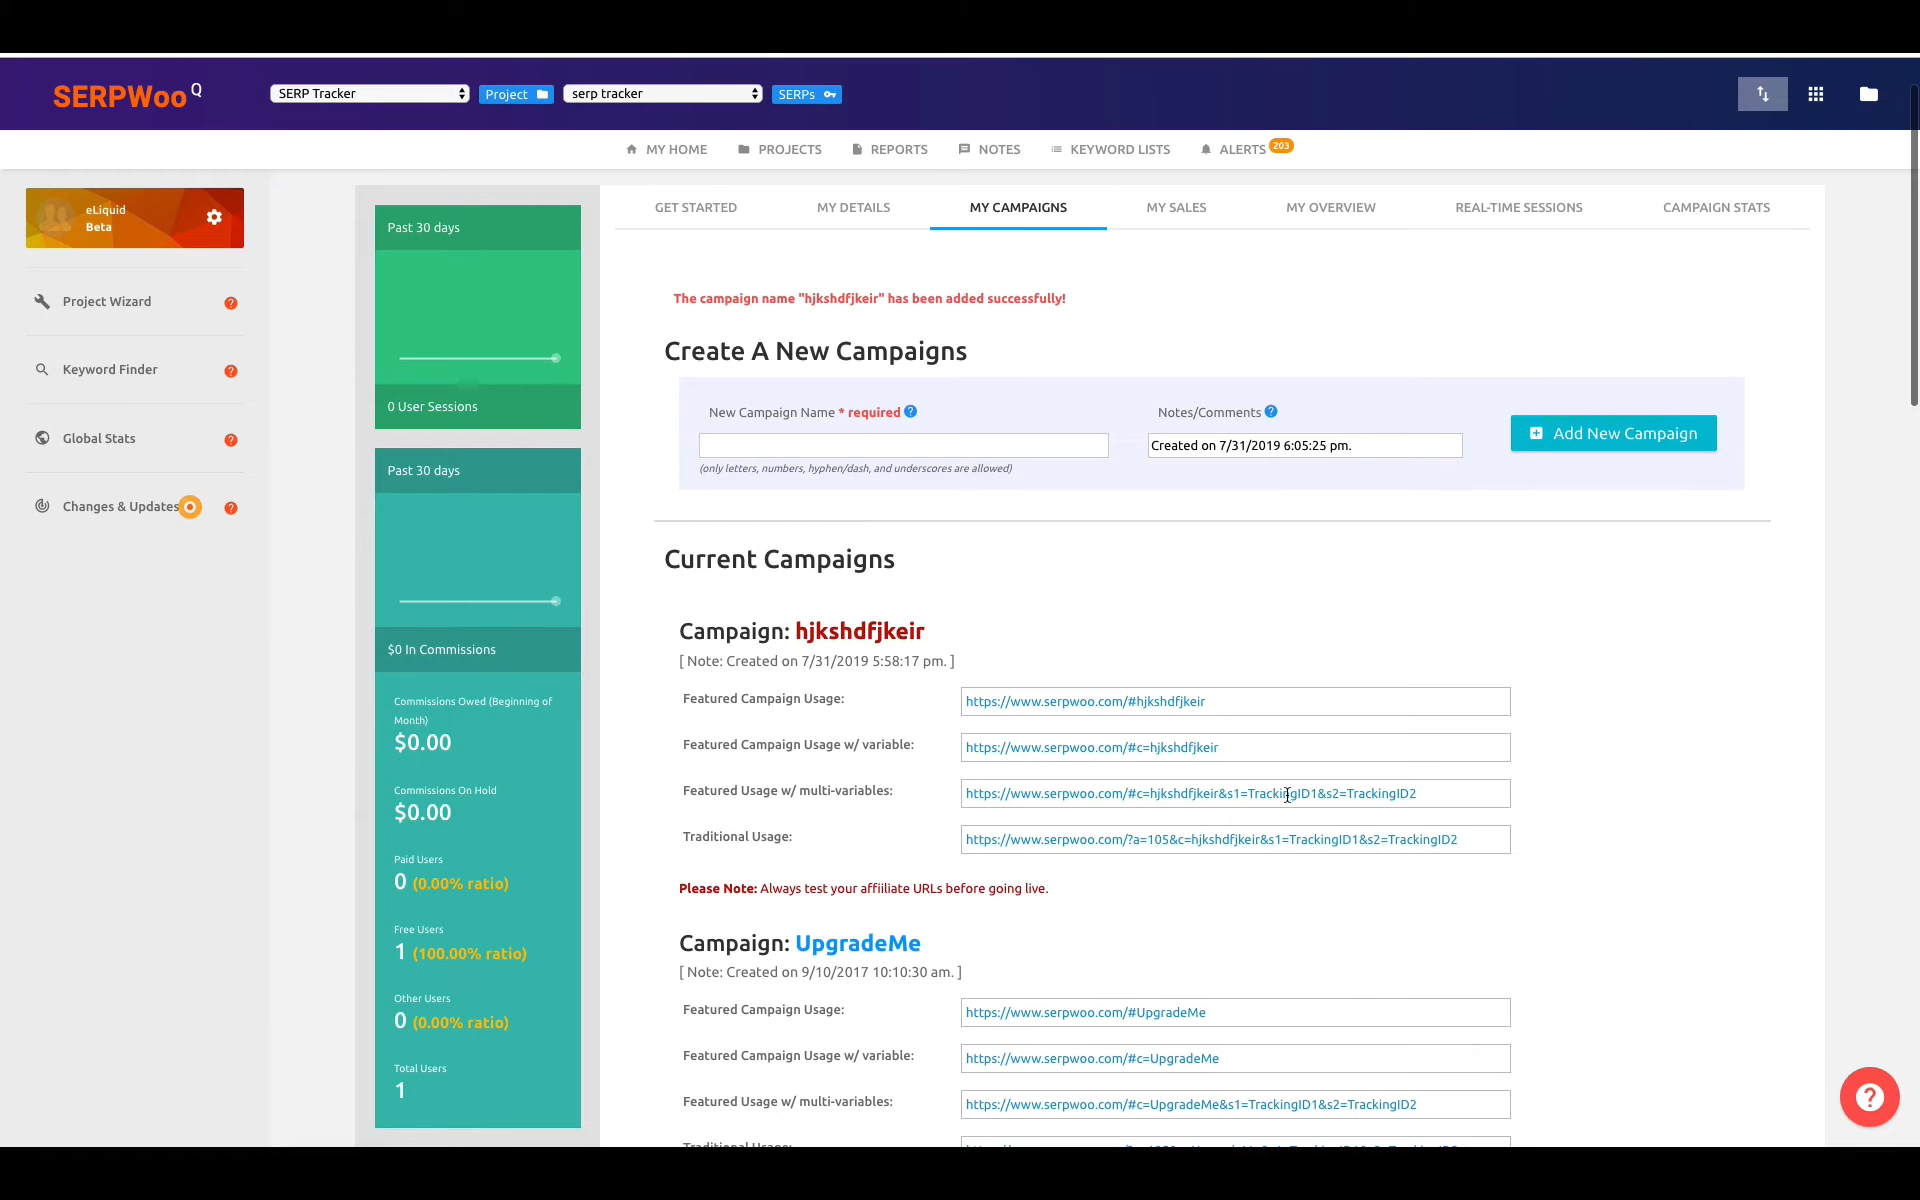 SERPWoo Q
SERP Tracker
Project
serp tracker
SERPs
MY HOME
PROJECTS
REPORTS
NOTES
KEYWORD LISTS
ALERTS 203
eLiquid
Beta
Project Wizard ?
Keyword Finder ?
Global Stats ?
Changes & Updates ?
Past 30 days
0 User Sessions
Past 30 days
$0 In Commissions
Commissions Owed (Beginning of
Month)
$0.00
Commissions On Hold
$0.00
Paid Users
0 (0.00% ratio)
Free Users
1 (100.00% ratio)
Other Users
0 (0.00% ratio)
Total Users
1
GET STARTED
MY DETAILS
MY CAMPAIGNS
MY SALES
MY OVERVIEW
REAL-TIME SESSIONS
CAMPAIGN STATS
The campaign name "hjkshdfjkeir" has been added successfully!
Create A New Campaigns
New Campaign Name * required ?
(only letters, numbers, hyphen/dash, and underscores are allowed)
Notes/Comments ?
Created on 7/31/2019 6:05:25 pm.
Add New Campaign
Current Campaigns
Campaign: hjkshdfjkeir
[ Note: Created on 7/31/2019 5:58:17 pm. ]
Featured Campaign Usage: https://www.serpwoo.com/#hjkshdfjkeir
Featured Campaign Usage w/ variable: https://www.serpwoo.com/#c=hjkshdfjkeir
Featured Usage w/ multi-variables: https://www.serpwoo.com/#c=hjkshdfjkeir&s1=TrackingID1&s2=TrackingID2
Traditional Usage: https://www.serpwoo.com/?a=105&c=hjkshdfjkeir&s1=TrackingID1&s2=TrackingID2
Please Note: Always test your affiiliate URLs before going live.
Campaign: UpgradeMe
[ Note: Created on 9/10/2017 10:10:30 am. ]
Featured Campaign Usage: https://www.serpwoo.com/#UpgradeMe
Featured Campaign Usage w/ variable: https://www.serpwoo.com/#c=UpgradeMe
Featured Usage w/ multi-variables: https://www.serpwoo.com/#c=UpgradeMe&s1=TrackingID1&s2=TrackingID2
?